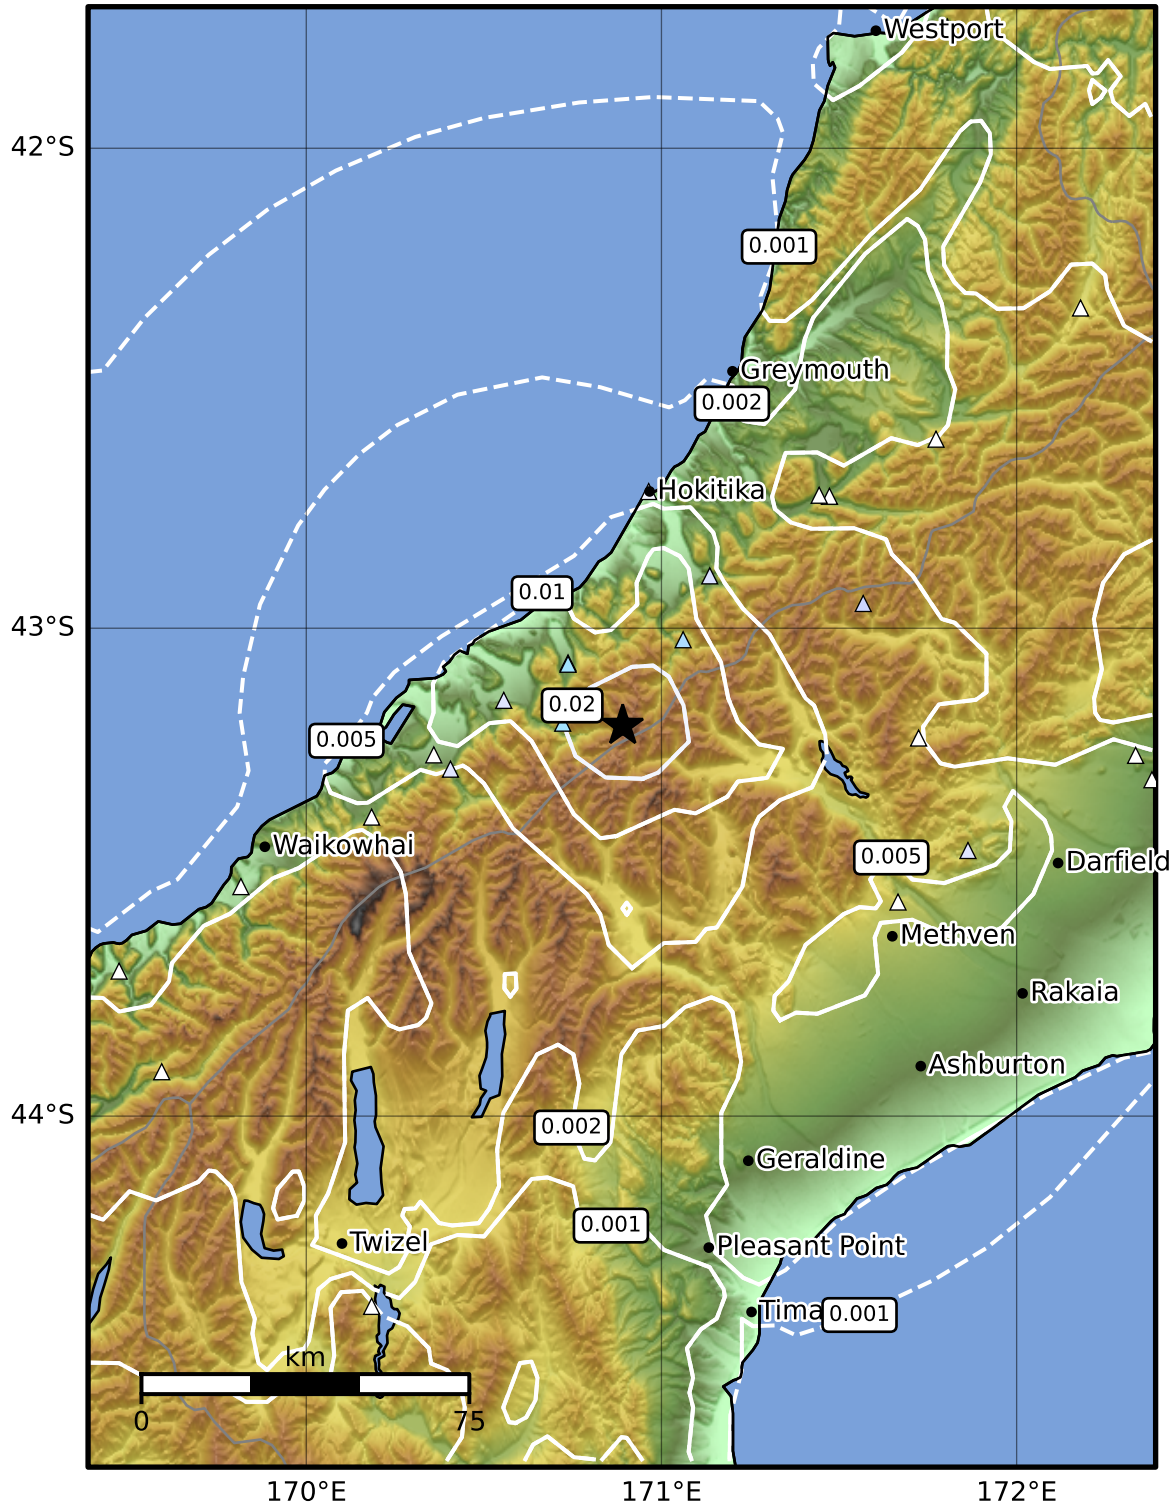 Westport
42°S
0.001
Greymouth
0.002
Hokitika
0.01
43°S
0.02
0.005
Waikowhai
0.005
Darfield
Methven
Rakaia
Ashburton
44°S
0.002
Geraldine
0.001
Twizel
Pleasant Point
Tima
0.001
km
0
75
170°E
171°E
172°E